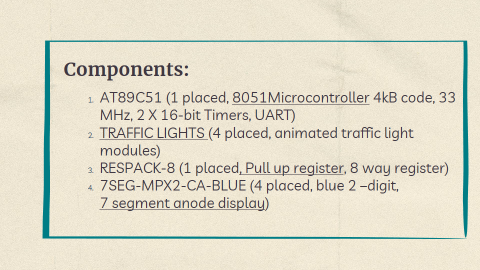 Components:
1. AT89C51 (1 placed, 8051Microcontroller 4kB code, 33
MHz, 2 X 16-bit Timers, UART)
2. TRAFFIC LIGHTS (4 placed, animated traffic light
modules)
3. RESPACK-8 (1 placed, Pull up register, 8 way register)
4. 7SEG-MPX2-CA-BLUE (4 placed, blue 2 –digit,
7 segment anode display)